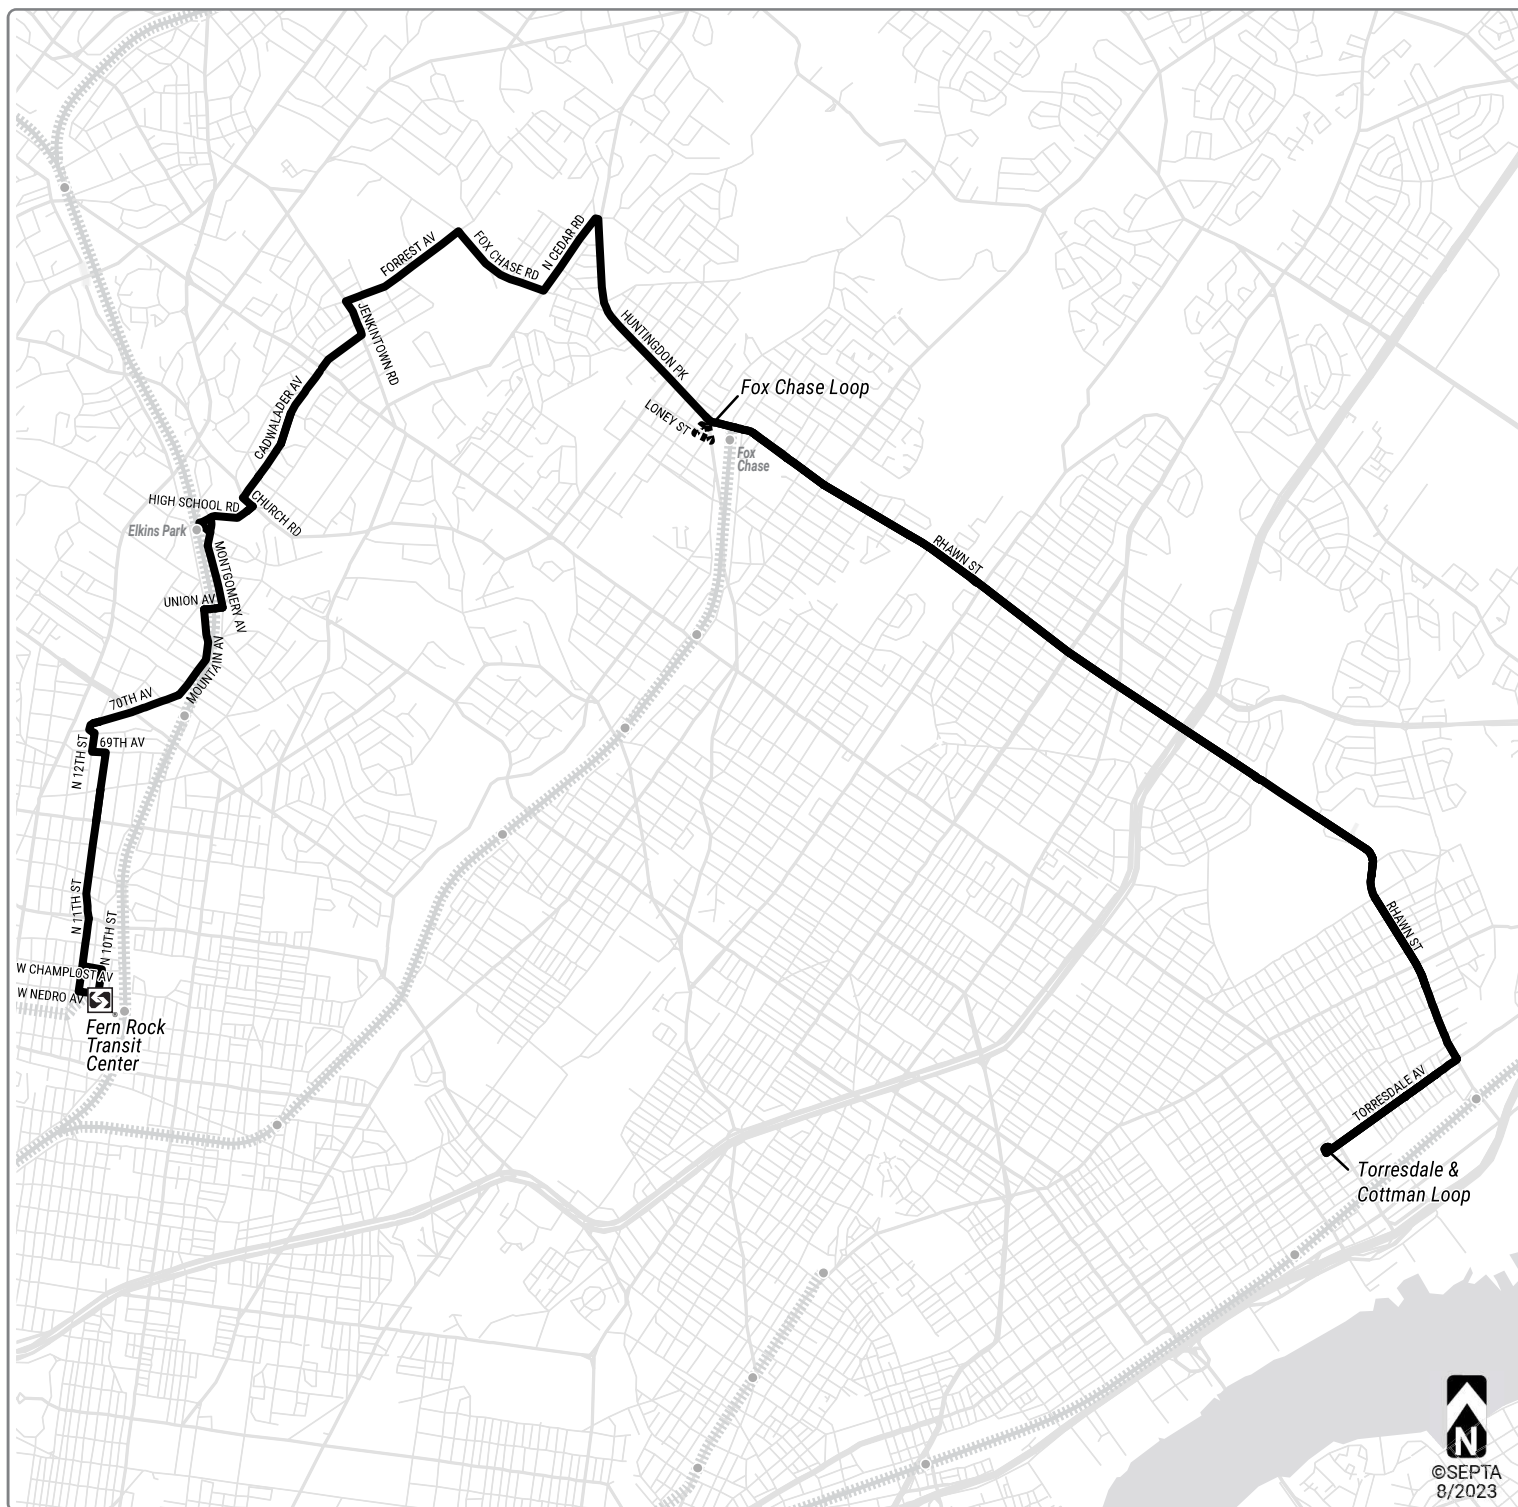 N CEDAR RD
FOX CHASE RD
FORREST AV
JENKINTOWN RD
HUNTINGDON PK
CADWALADER AV
Fox Chase Loop
LONEY ST
Fox
Chase
HIGH SCHOOL RD
CHURCH RD
Elkins Park
MONTGOMERY AV
RHAWN ST
UNION AV
MOUNTAIN AV
70TH AV
69TH AV
N 12TH ST
N 11TH ST
N 10TH ST
RHAWN ST
W CHAMPLOST AV
W NEDRO AV
Fern Rock
Transit
Center
TORRESDALE AV
Torresdale &
Cottman Loop
N
©SEPTA
8/2023